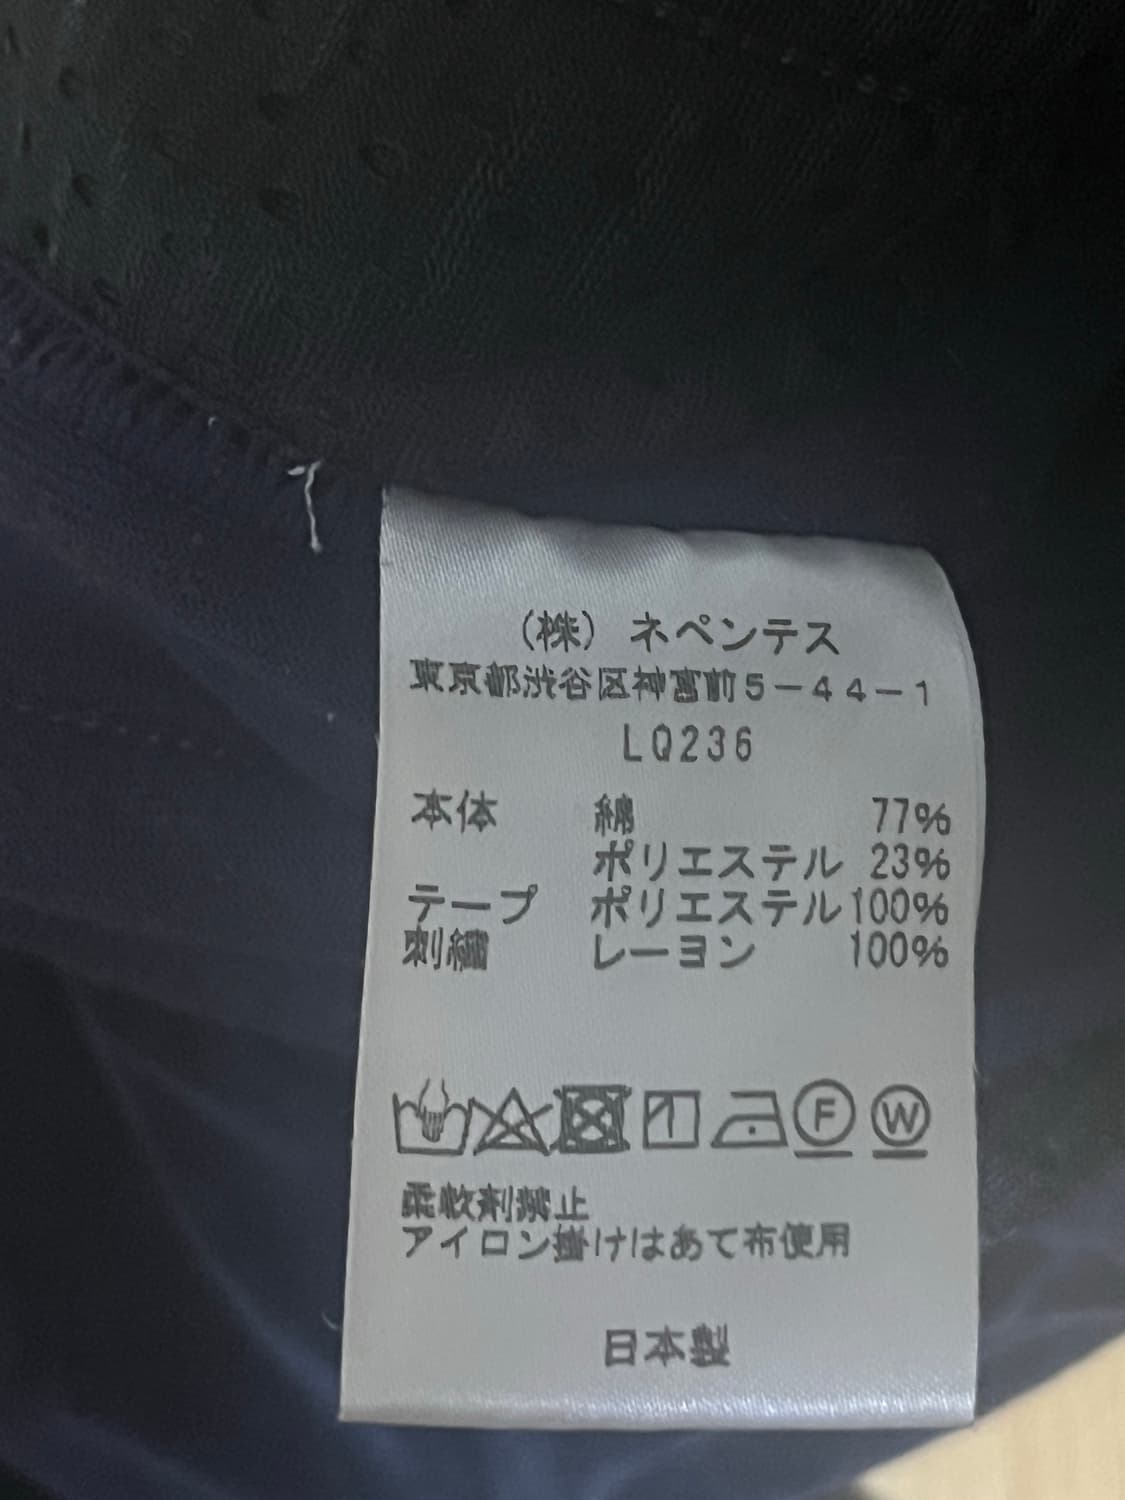 （株）ネペンテス
東京都渋谷区神宮前5－44－1
LQ236
本体 綿 77%
ポリエステル 23%
テープ ポリエステル 100%
刺繍 レーヨン 100%
F W
柔軟剤禁止
アイロン掛けはあて布使用
日本製